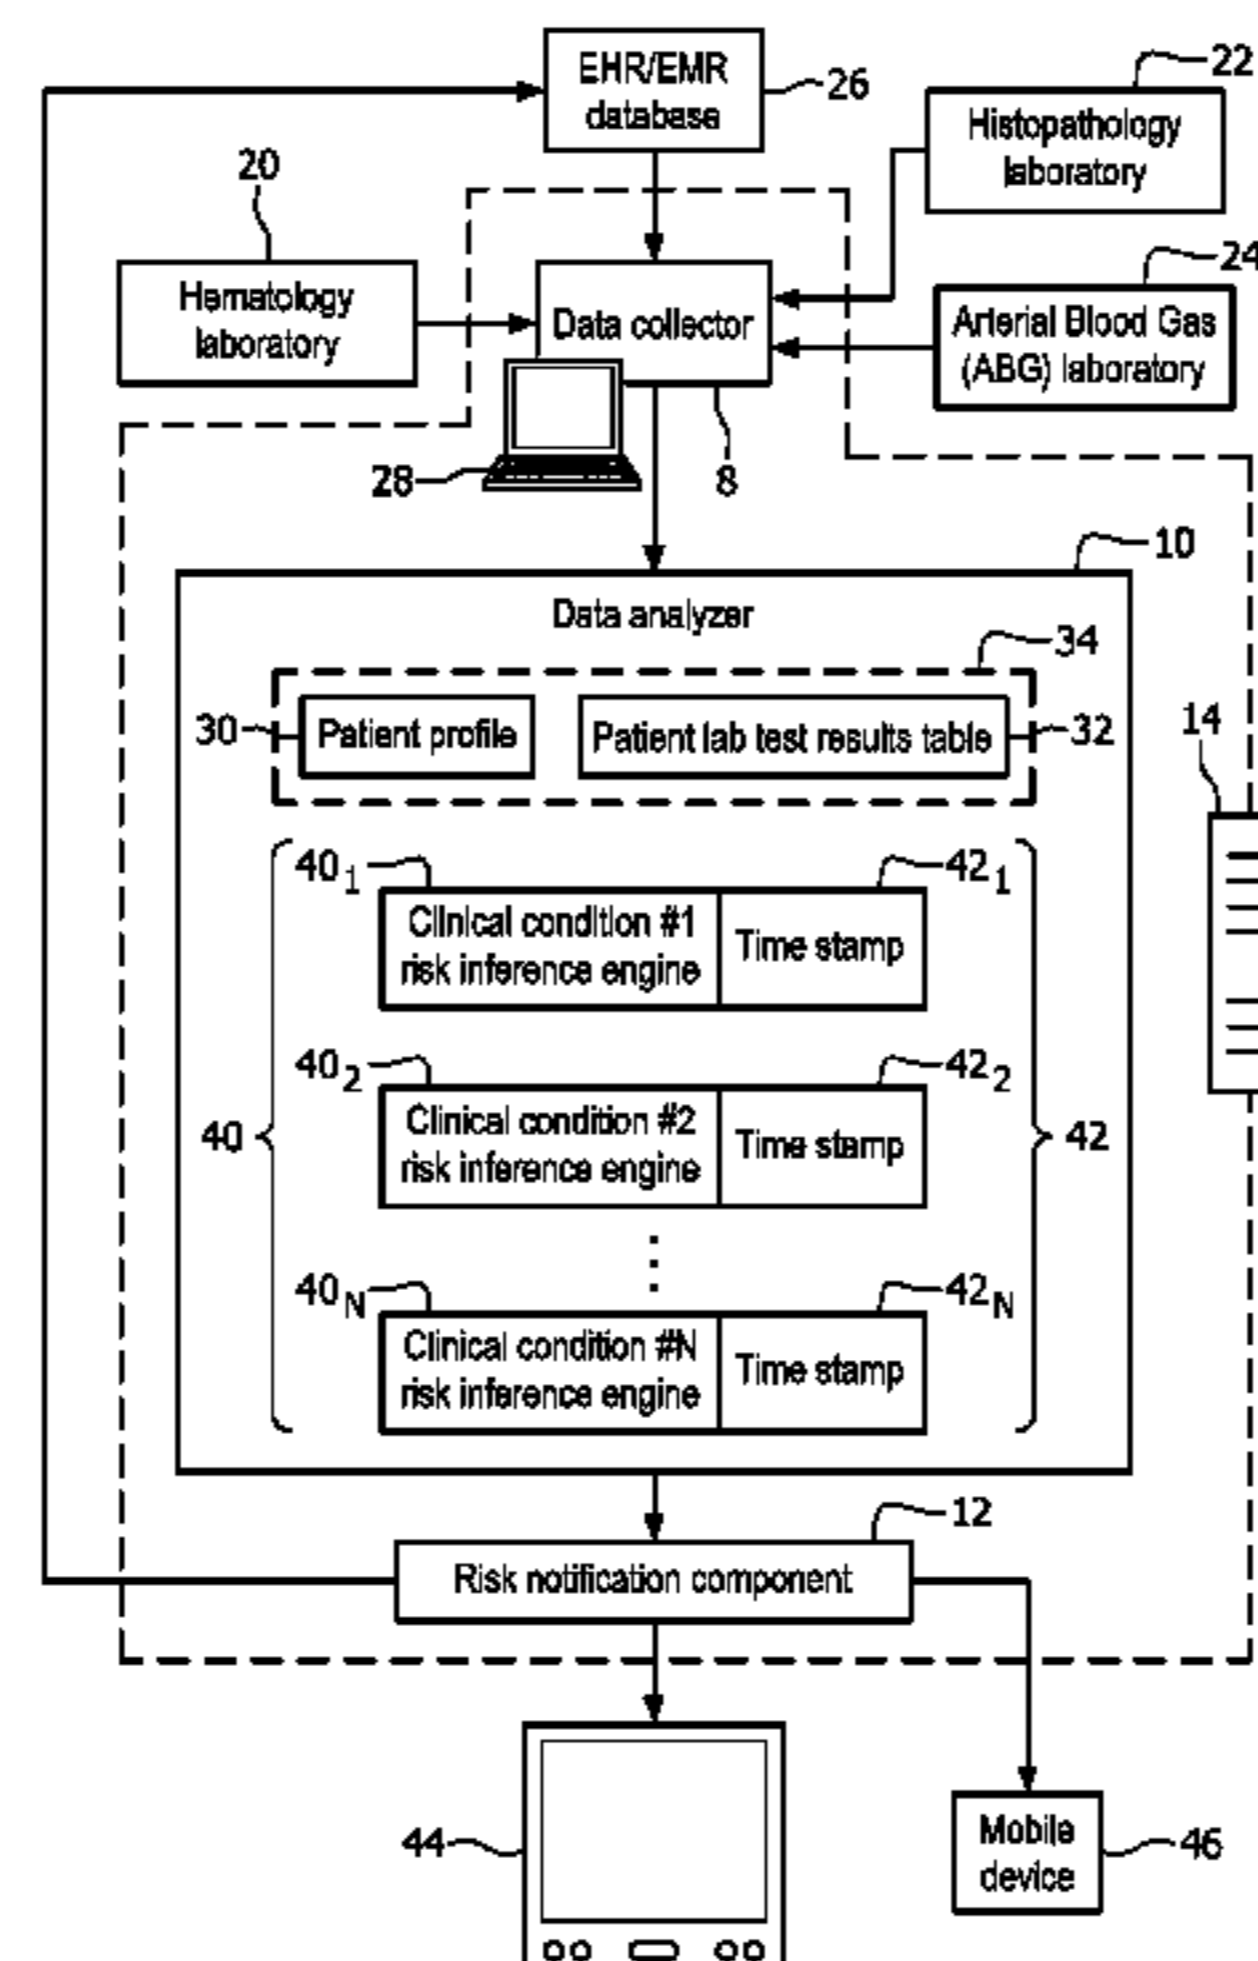 EHR/EMR
database
26
22
Histopathology
laboratory
20
Hematology
laboratory
Data collector
24
Arterial Blood Gas
(ABG) laboratory
28
8
10
Data analyzer
34
30
Patient profile
Patient lab test results table
32
14
40₁
42₁
Clinical condition #1
risk inference engine
Time stamp
40₂
42₂
Clinical condition #2
risk inference engine
Time stamp
40
42
40N
42N
Clinical condition #N
risk inference engine
Time stamp
12
Risk notification component
44
Mobile
device
46